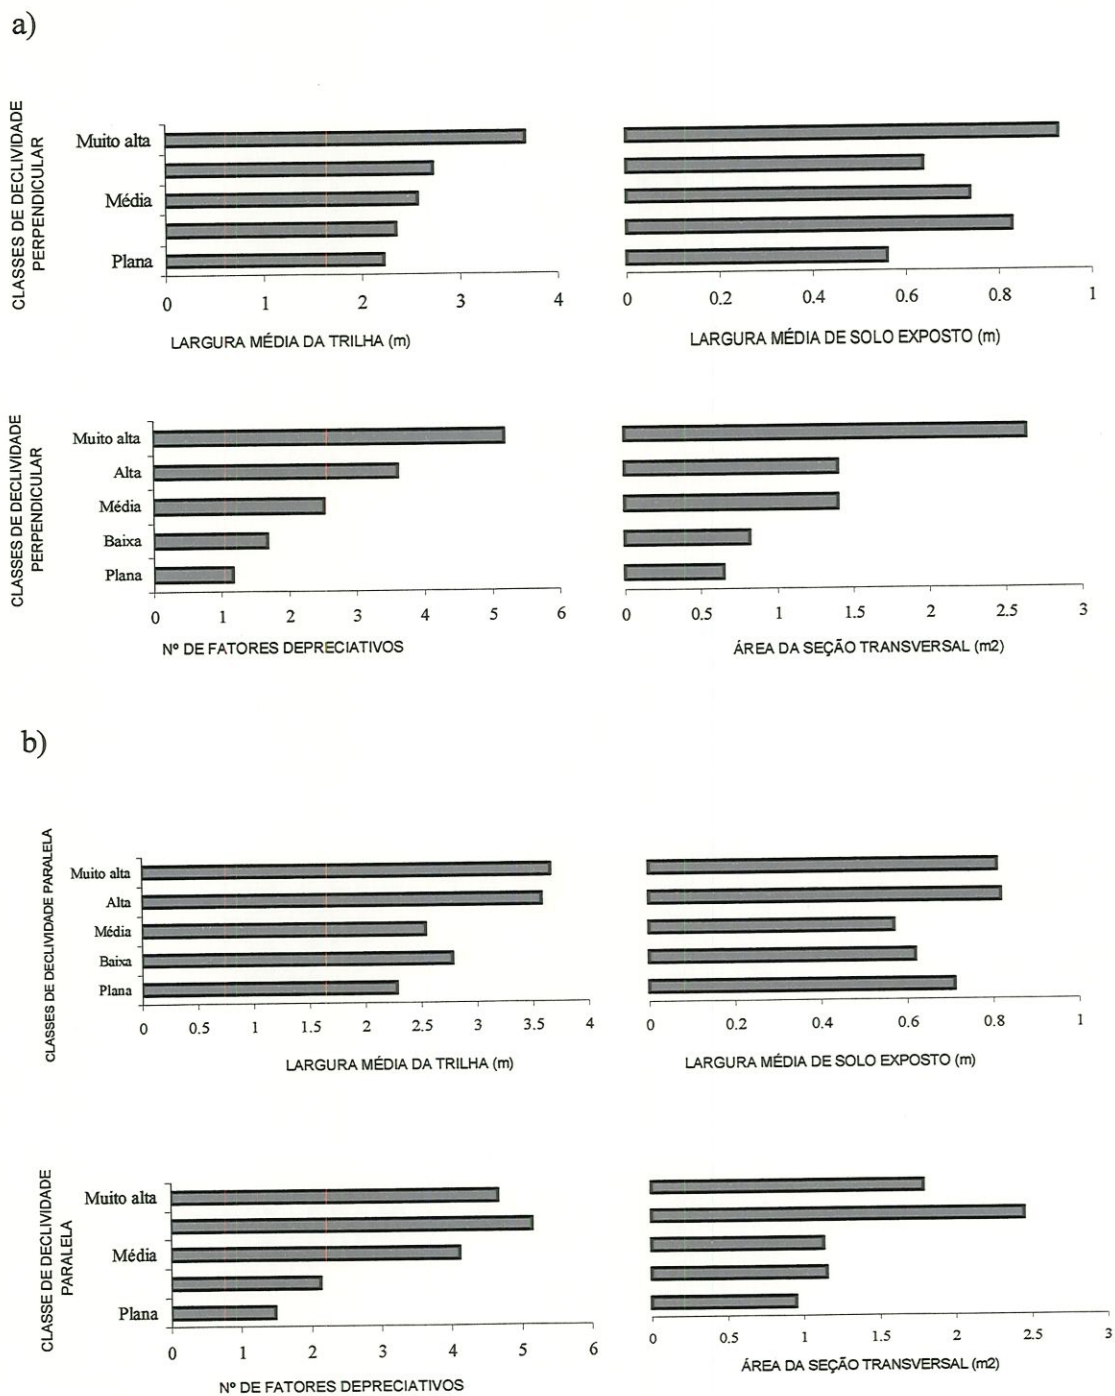 a)
CLASSES DE DECLIVIDADE
PERPENDICULAR
Muito alta
Média
Plana
0 1 2 3 4
LARGURA MÉDIA DA TRILHA (m)
0 0.2 0.4 0.6 0.8 1
LARGURA MÉDIA DE SOLO EXPOSTO (m)
CLASSES DE DECLIVIDADE
PERPENDICULAR
Muito alta
Alta
Média
Baixa
Plana
0 1 2 3 4 5 6
Nº DE FATORES DEPRECIATIVOS
0 0.5 1 1.5 2 2.5 3
ÁREA DA SEÇÃO TRANSVERSAL (m2)
b)
CLASSES DE DECLIVIDADE PARALELA
Muito alta
Alta
Média
Baixa
Plana
0 0.5 1 1.5 2 2.5 3 3.5 4
LARGURA MÉDIA DA TRILHA (m)
0 0.2 0.4 0.6 0.8 1
LARGURA MÉDIA DE SOLO EXPOSTO (m)
CLASSE DE DECLIVIDADE
PARALELA
Muito alta
Média
Plana
0 1 2 3 4 5 6
Nº DE FATORES DEPRECIATIVOS
0 0.5 1 1.5 2 2.5 3
ÁREA DA SEÇÃO TRANSVERSAL (m2)